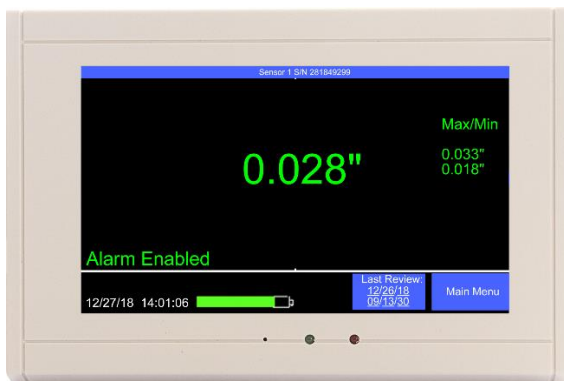 Sensor 1 S/N 281849299
Max/Min
0.033"
0.028"
0.018"
Alarm Enabled
Last Review:
12/26/18
09/13/30
Main Menu
12/27/18 14:01:06